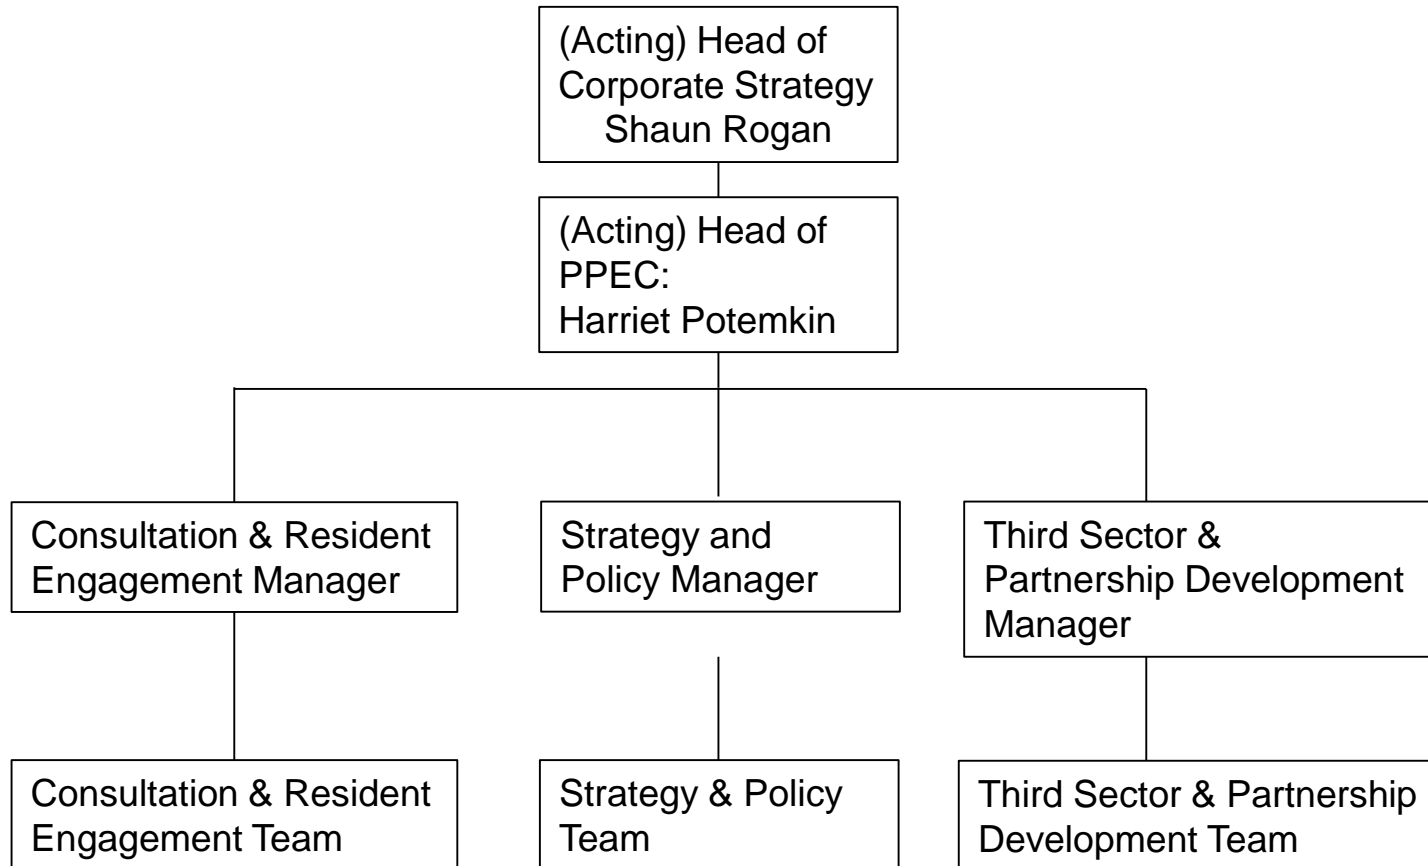 (Acting) Head of
Corporate Strategy
Shaun Rogan
(Acting) Head of
PPEC:
Harriet Potemkin
Consultation & Resident
Engagement Manager
Strategy and
Policy Manager
Third Sector &
Partnership Development
Manager
Consultation & Resident
Engagement Team
Strategy & Policy
Team
Third Sector & Partnership
Development Team